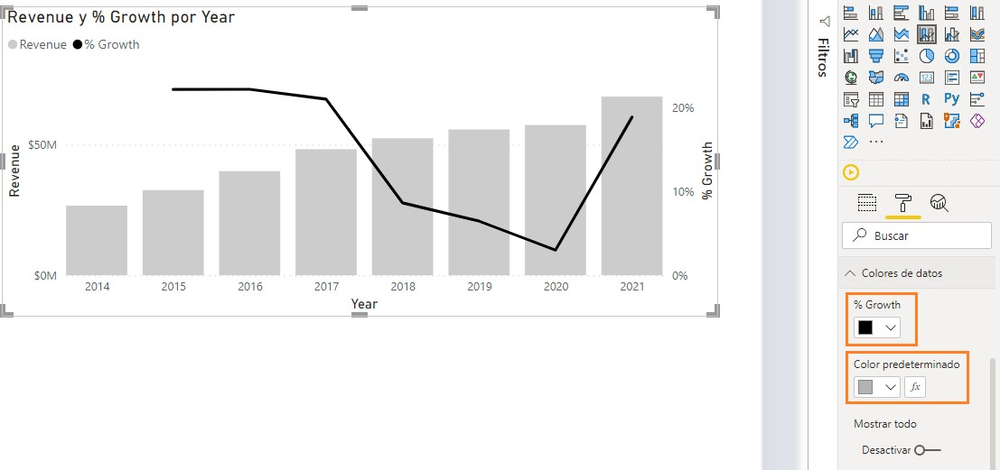 Revenue y % Growth por Year
Revenue % Growth
$50M
$0M
Revenue
20%
10%
0%
% Growth
2014 2015 2016 2017 2018 2019 2020 2021
Year
Filtros
123
R Py
...
Buscar
Colores de datos
% Growth
Color predeterminado
fx
Mostrar todo
Desactivar